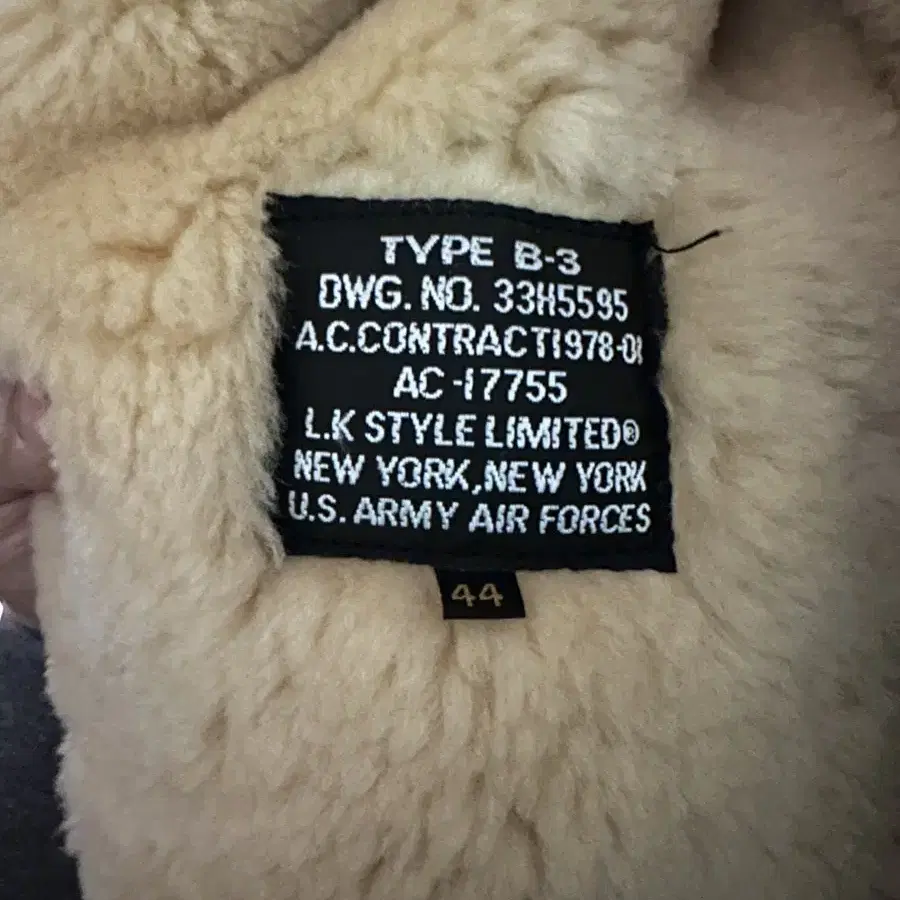 TYPE B-3
DWG. NO. 33H5595
A.C.CONTRACT1978-01
AC-17755
L.K STYLE LIMITED®
NEW YORK,NEW YORK
U.S. ARMY AIR FORCES
44